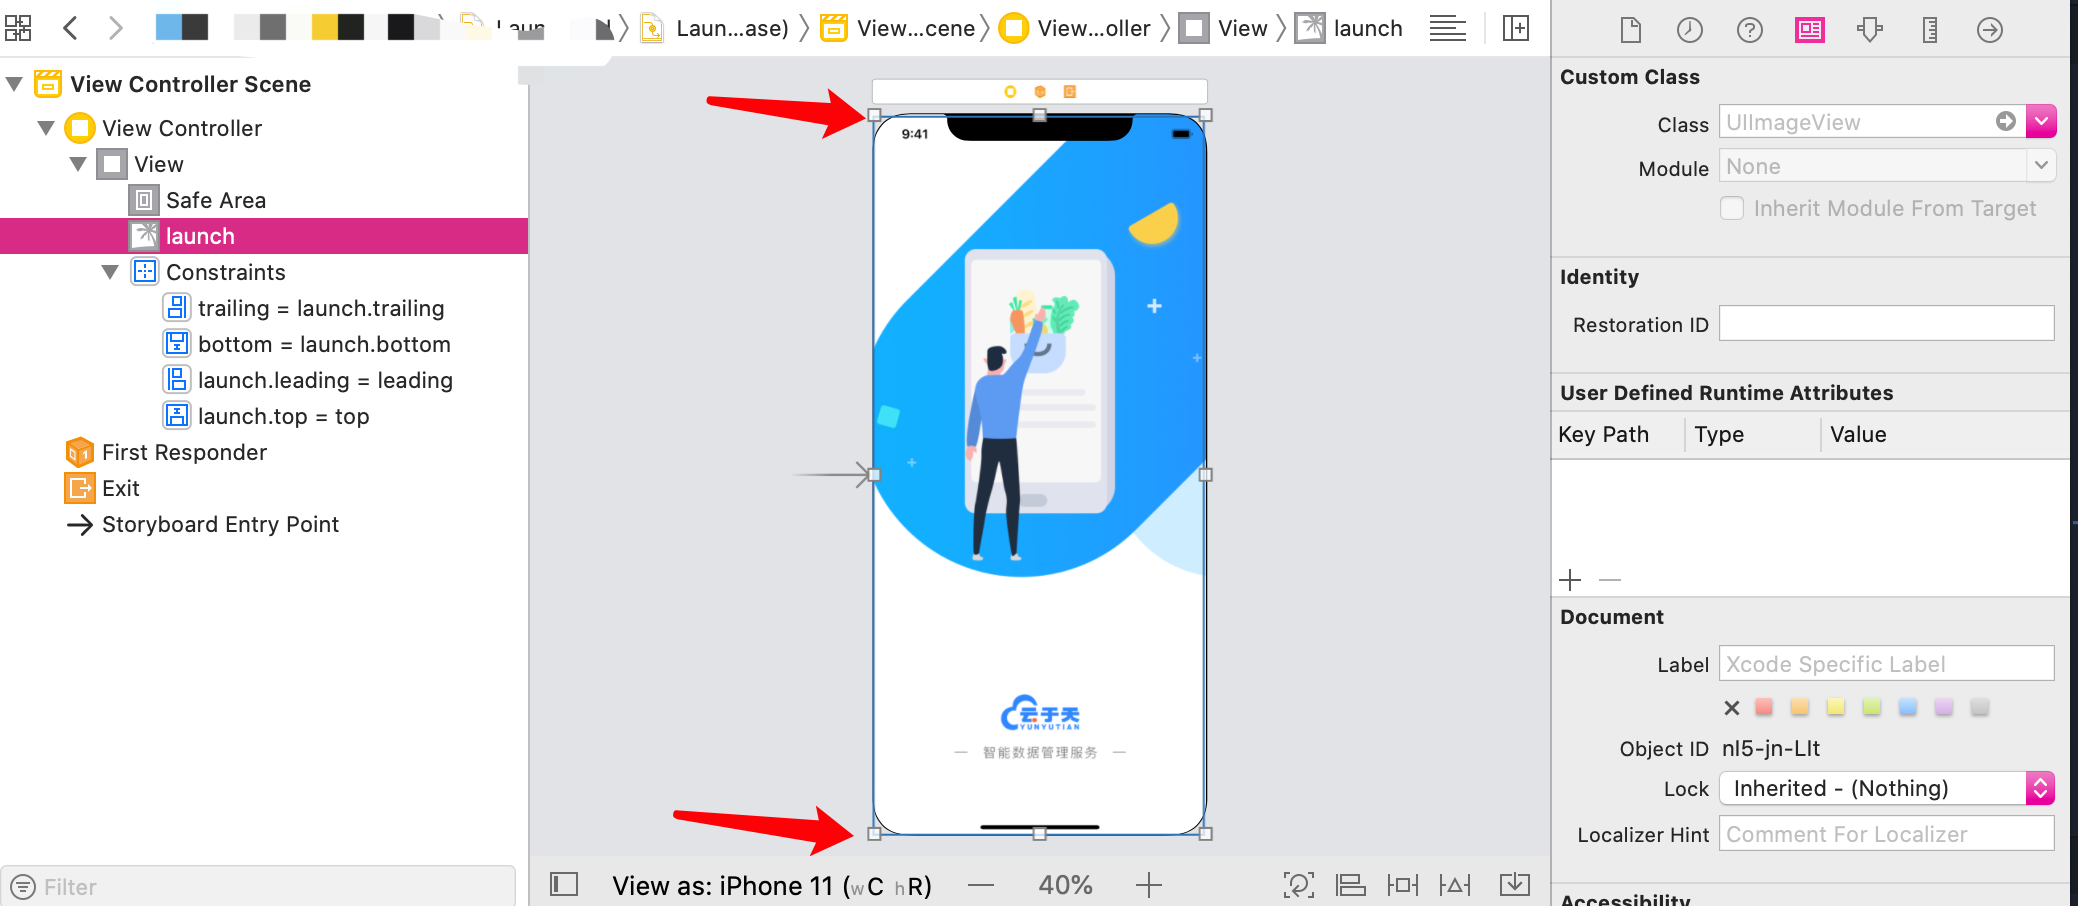 Laun...ase)
View...cene
View...oller
View
launch
View Controller Scene
View Controller
View
Safe Area
launch
Constraints
trailing = launch.trailing
bottom = launch.bottom
launch.leading = leading
launch.top = top
First Responder
Exit
Storyboard Entry Point
Filter
9:41
云于天
YUNYUTIAN
— 智能数据管理服务 —
View as: iPhone 11 (wC hR)
40%
Custom Class
Class UIImageView
Module None
Inherit Module From Target
Identity
Restoration ID
User Defined Runtime Attributes
Key Path Type Value
Document
Label Xcode Specific Label
Object ID nl5-jn-LIt
Lock Inherited - (Nothing)
Localizer Hint Comment For Localizer
Accessibility